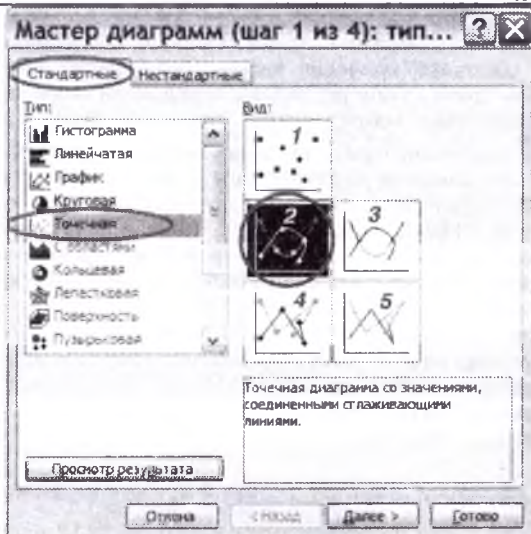 Мастер диаграмм (шаг 1 из 4): тип...
Стандартные Нестандартные
Тип:
Гистограмма
Линейчатая
График
Круговая
Точечная
С областями
Кольцевая
Лепестковая
Поверхность
Пузырьковая
Вид:
1
2 3
4 5
Точечная диаграмма со значениями,
соединенными сглаживающими
линиями.
Просмотр результата
Отмена < Назад Далее > Готово